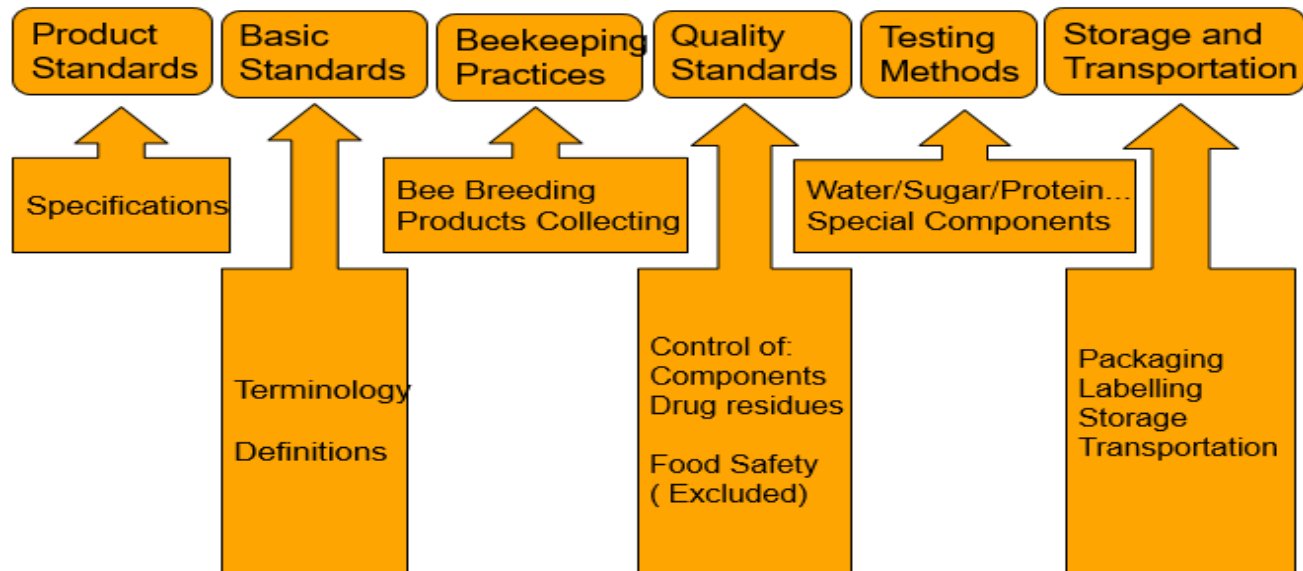 Product
Standards
Basic
Standards
Beekeeping
Practices
Quality
Standards
Testing
Methods
Storage and
Transportation
Specifications
Bee Breeding
Products Collecting
Water/Sugar/Protein...
Special Components
Terminology
Definitions
Control of:
Components
Drug residues
Food Safety
( Excluded)
Packaging
Labelling
Storage
Transportation